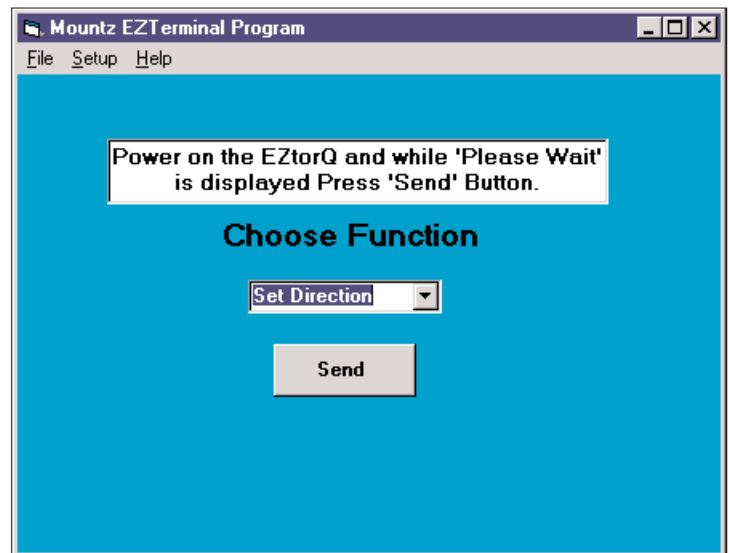 Mountz EZTerminal Program
File Setup Help
Power on the EZtorQ and while 'Please Wait'
is displayed Press 'Send' Button.
Choose Function
Set Direction
Send